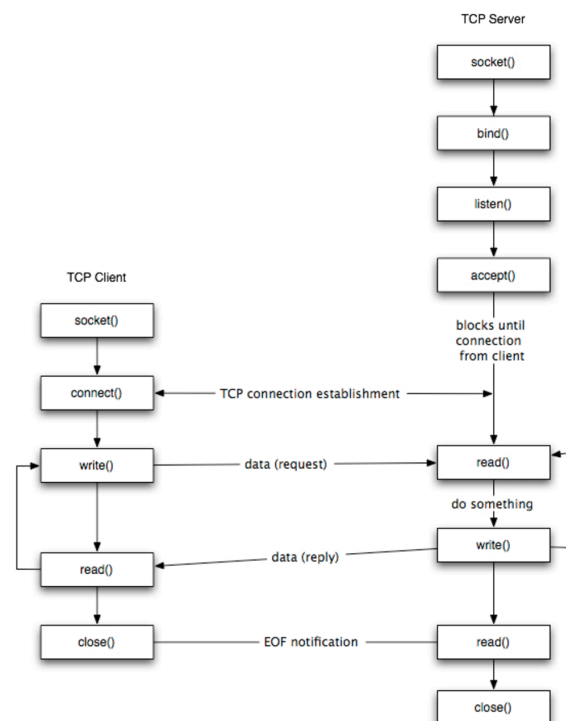 TCP Server
socket()
bind()
listen()
accept()
blocks until
connection
from client
TCP Client
socket()
connect()
TCP connection establishment
write()
data (request)
read()
do something
write()
data (reply)
read()
close()
EOF notification
read()
close()